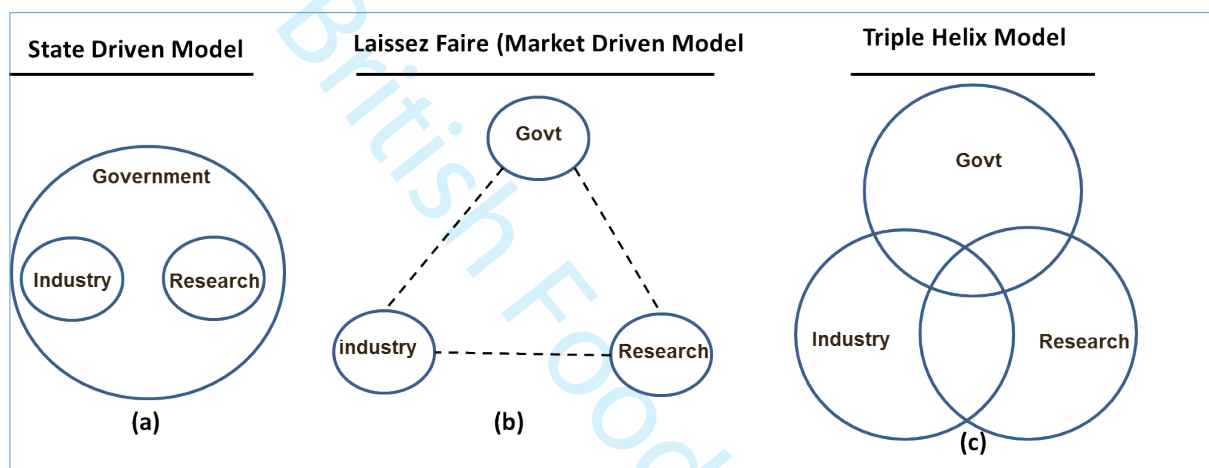 State Driven Model
Government
Industry
Research
(a)
Laissez Faire (Market Driven Model
Govt
industry
Research
(b)
Triple Helix Model
Govt
Industry
Research
(c)
British Food